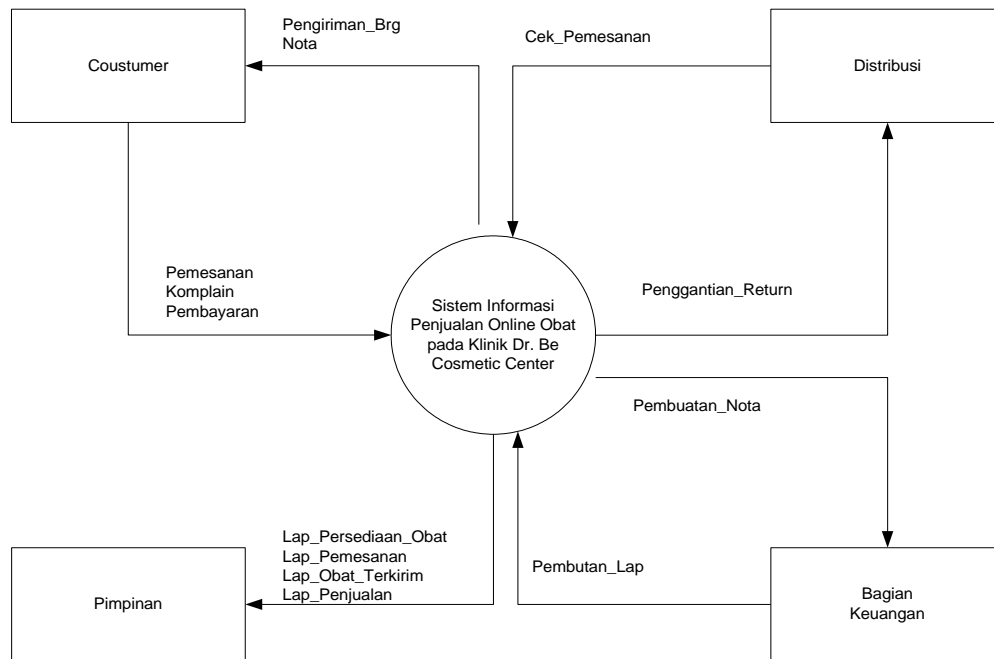 Pengiriman_Brg
Nota
Cek_Pemesanan
Coustumer
Distribusi
Pemesanan
Komplain
Pembayaran
Sistem Informasi
Penjualan Online Obat
pada Klinik Dr. Be
Cosmetic Center
Penggantian_Return
Pembuatan_Nota
Lap_Persediaan_Obat
Lap_Pemesanan
Lap_Obat_Terkirim
Lap_Penjualan
Pembutan_Lap
Pimpinan
Bagian
Keuangan